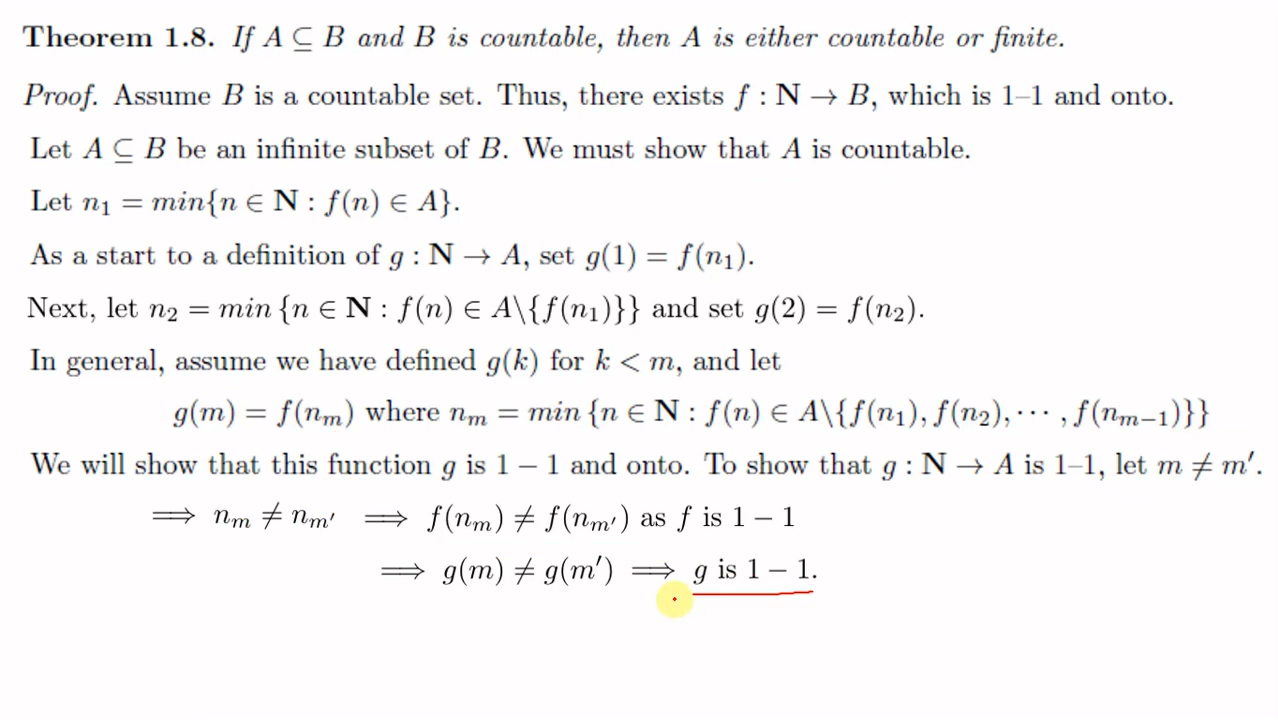 Theorem 1.8. If A ⊆ B and B is countable, then A is either countable or finite.
Proof. Assume B is a countable set. Thus, there exists f : N → B, which is 1–1 and onto.
Let A ⊆ B be an infinite subset of B. We must show that A is countable.
Let n₁ = min{n ∈ N : f(n) ∈ A}.
As a start to a definition of g : N → A, set g(1) = f(n₁).
Next, let n₂ = min {n ∈ N : f(n) ∈ A\{f(n₁)}} and set g(2) = f(n₂).
In general, assume we have defined g(k) for k < m, and let
g(m) = f(nₘ) where nₘ = min {n ∈ N : f(n) ∈ A\{f(n₁), f(n₂), ⋯ , f(nₘ₋₁)}}
We will show that this function g is 1 − 1 and onto. To show that g : N → A is 1–1, let m ≠ m′.
⟹ nₘ ≠ nₘ′ ⟹ f(nₘ) ≠ f(nₘ′) as f is 1 − 1
⟹ g(m) ≠ g(m′) ⟹ g is 1 − 1.